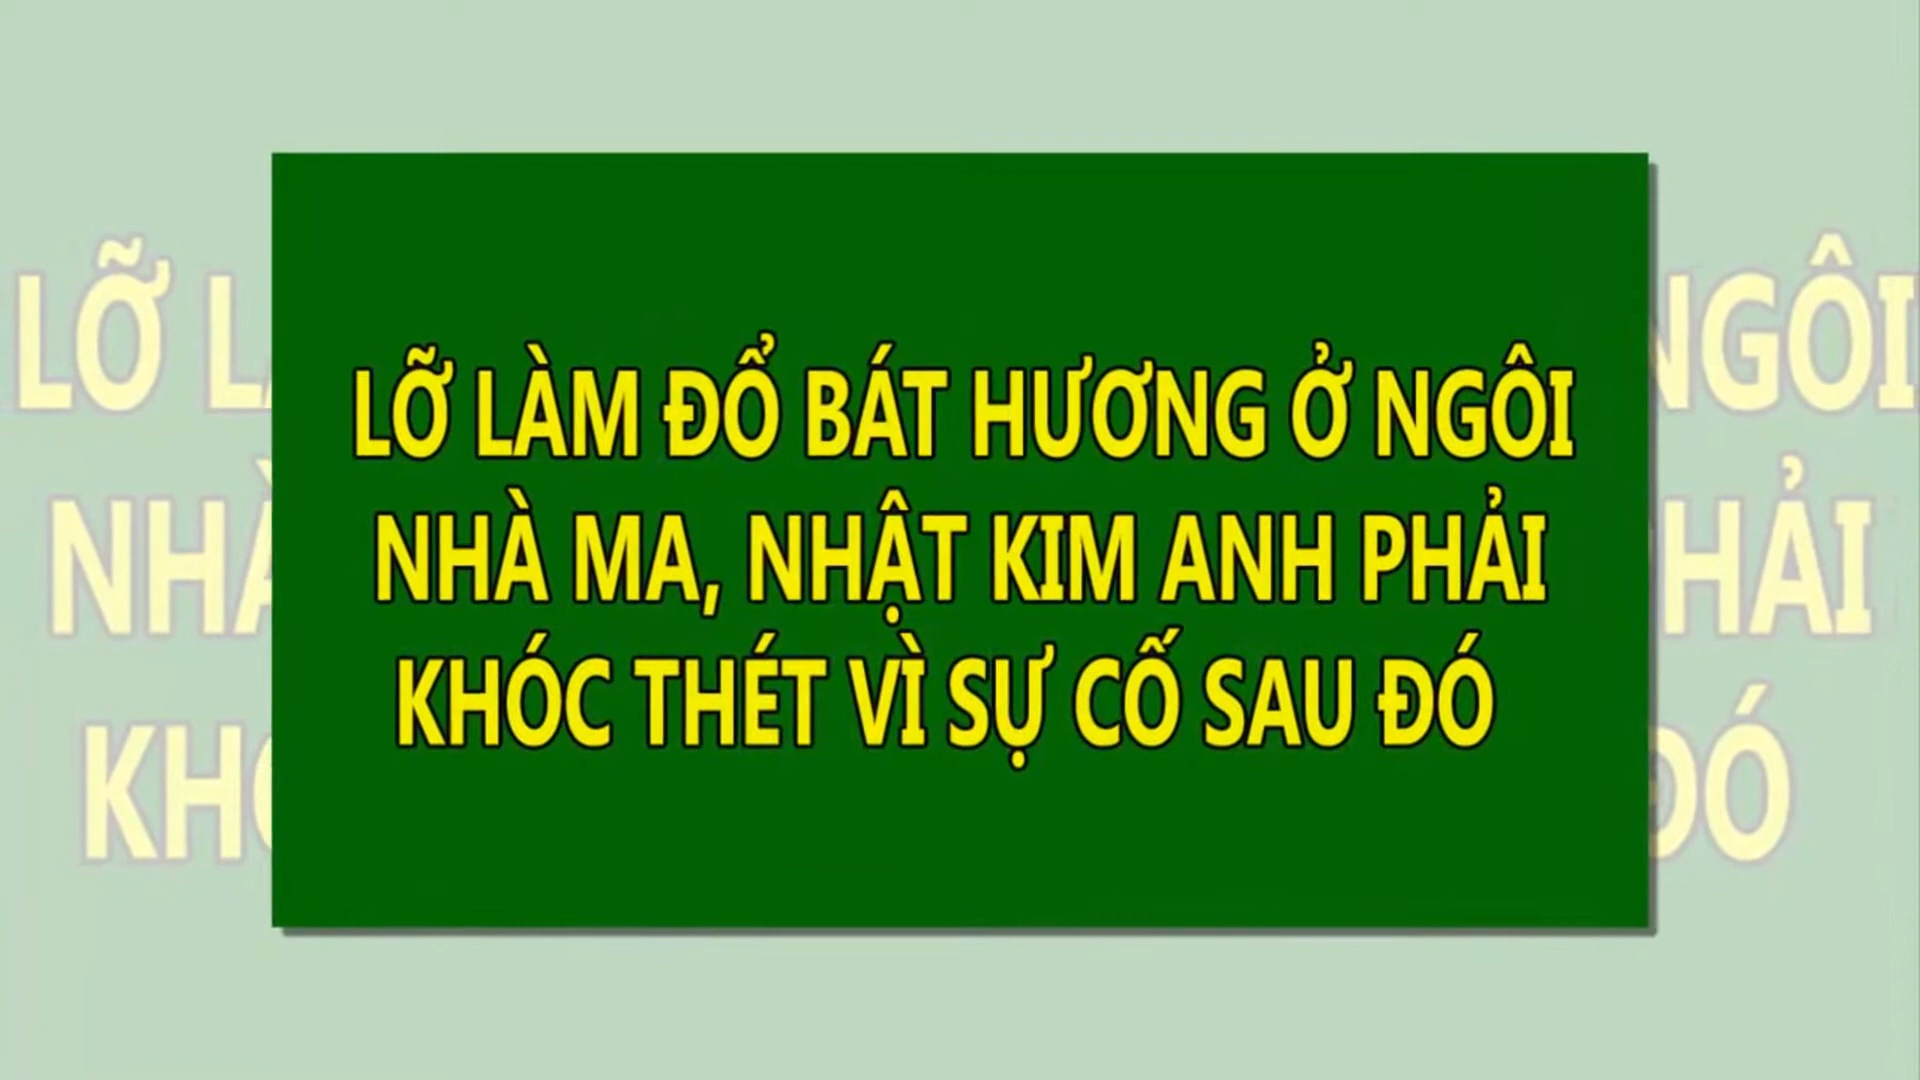 LỠ LÀM ĐỔ BÁT HƯƠNG Ở NGÔI
NHÀ MA, NHẬT KIM ANH PHẢI
KHÓC THÉT VÌ SỰ CỐ SAU ĐÓ